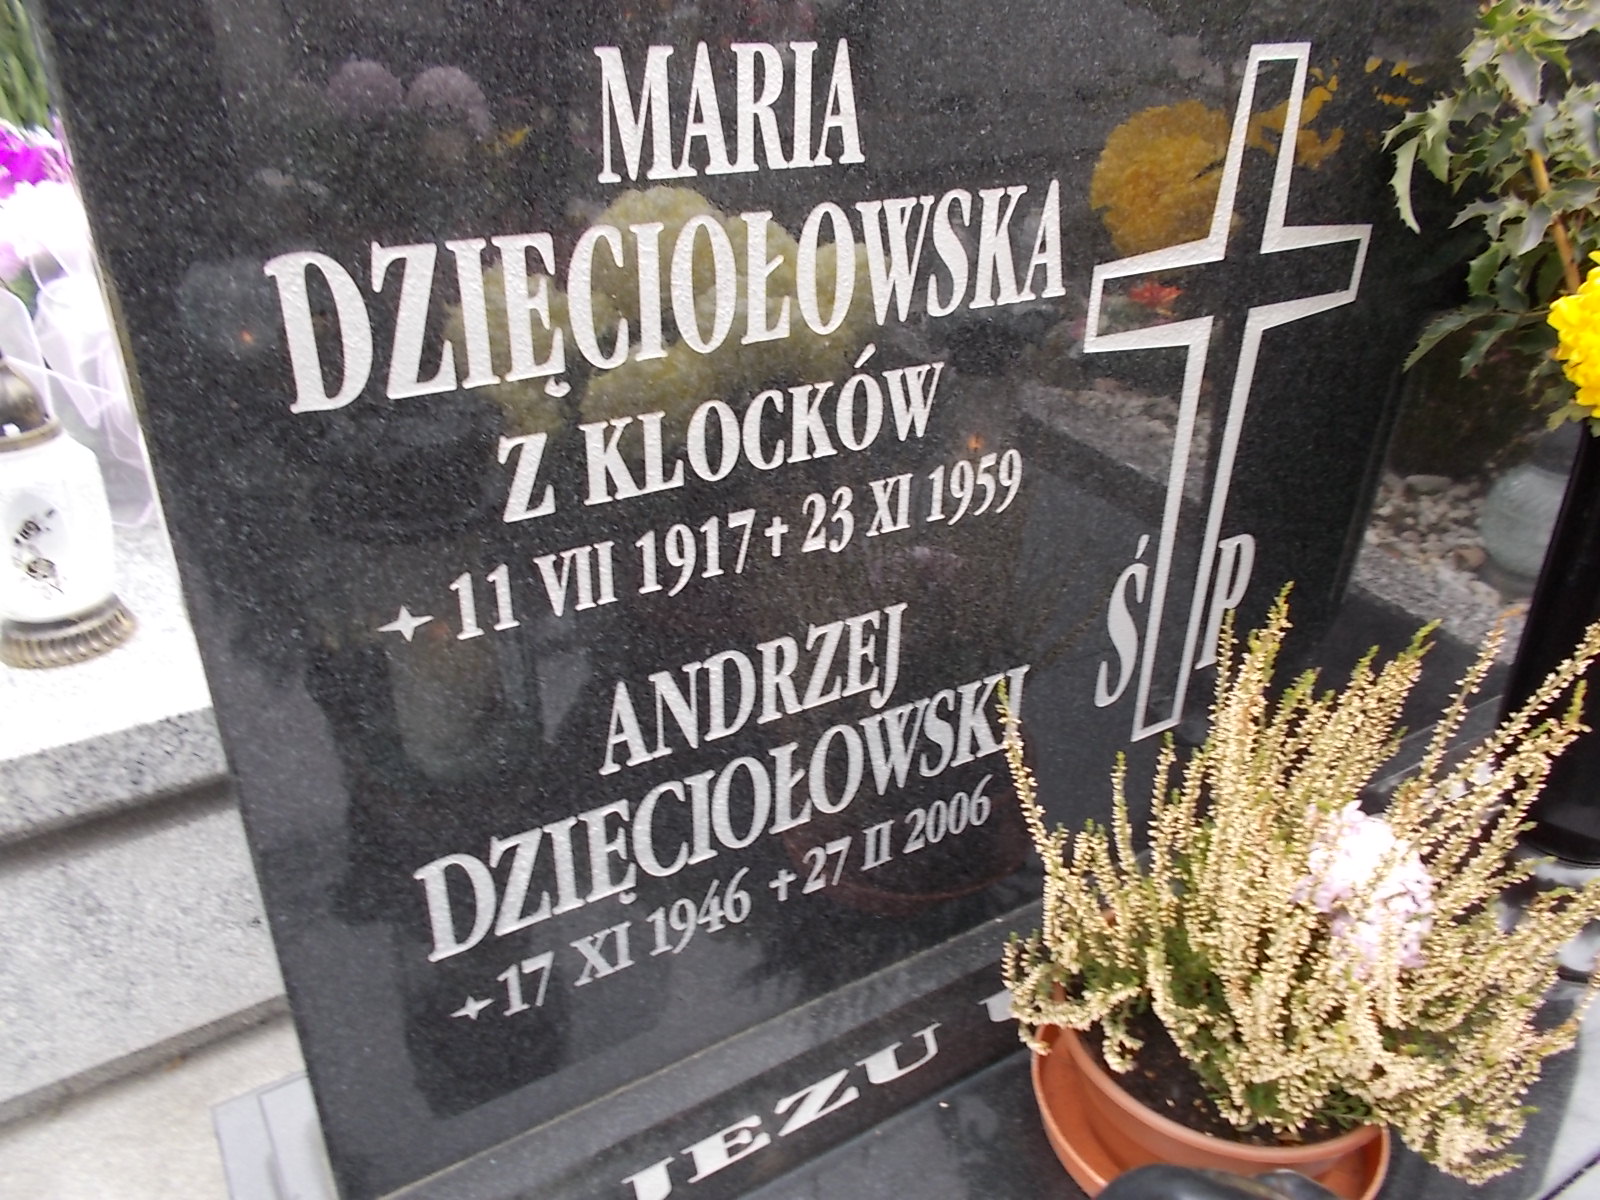 MARIA
DZIĘCIOŁOWSKA
Z KLOCKÓW
11 VII 1917 ✝ 23 XI 1959
ANDRZEJ
DZIĘCIOŁOWSKI
17 XI 1946 ✝ 27 II 2006
Ś P
JEZU